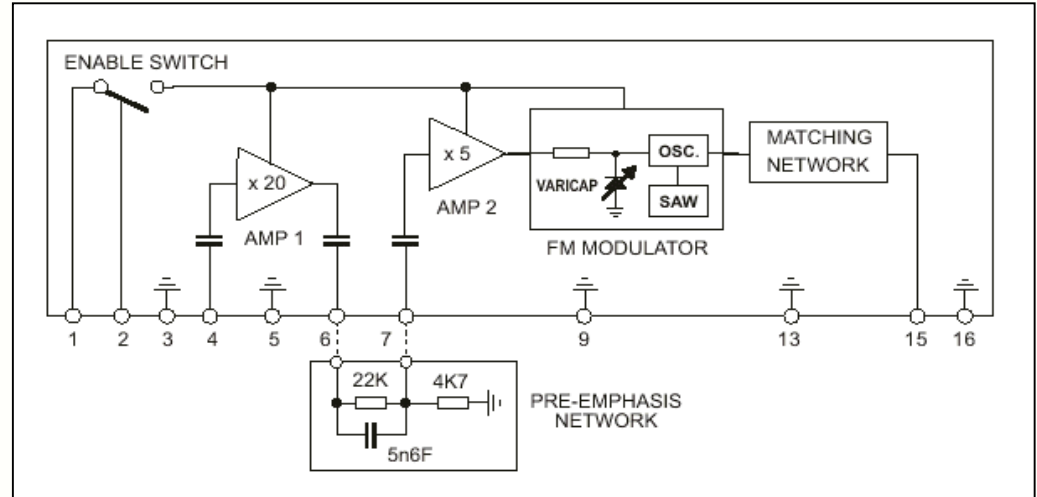 ENABLE SWITCH
x 20
AMP 1
x 5
AMP 2
VARICAP
OSC.
SAW
FM MODULATOR
MATCHING
NETWORK
1 2 3 4 5 6 7 9 13 15 16
22K 4K7
5n6F
PRE-EMPHASIS
NETWORK